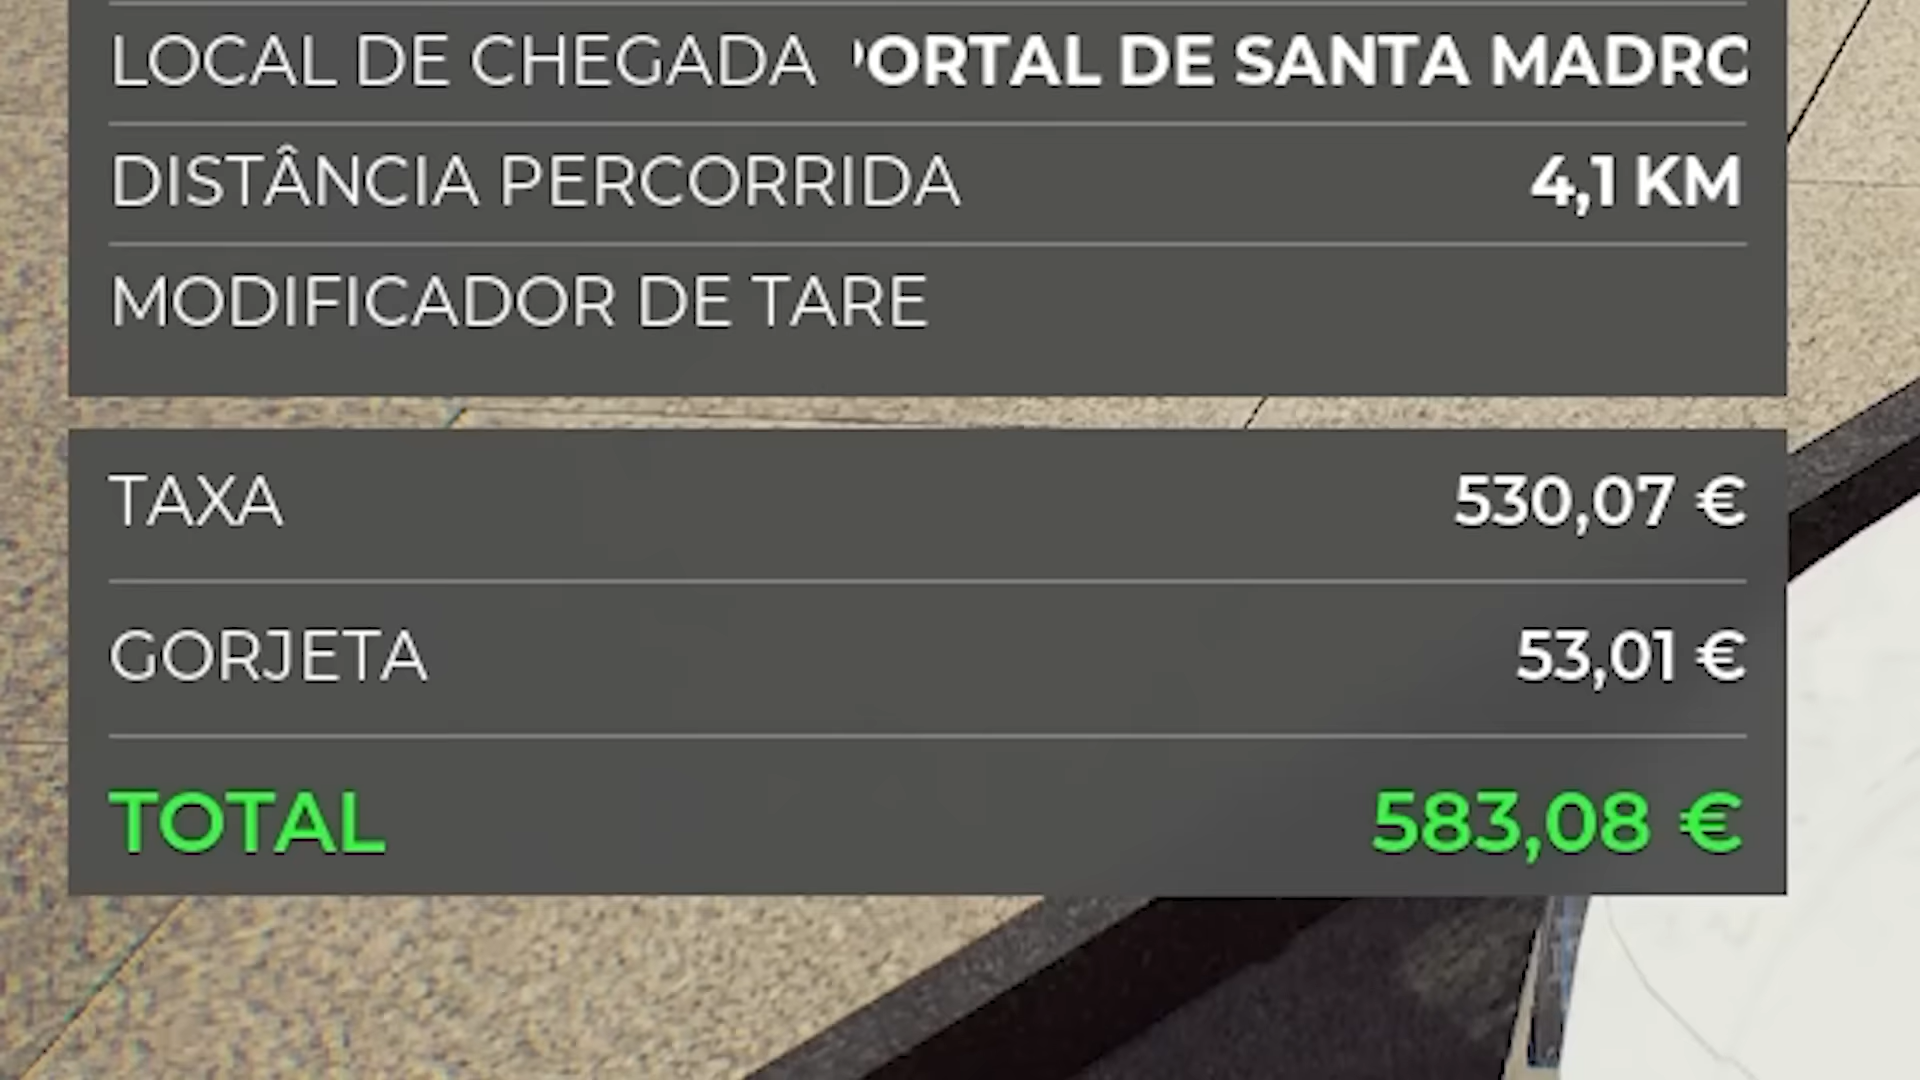 LOCAL DE CHEGADA ORTAL DE SANTA MADRO
DISTÂNCIA PERCORRIDA 4,1 KM
MODIFICADOR DE TARE
TAXA 530,07 €
GORJETA 53,01 €
TOTAL 583,08 €